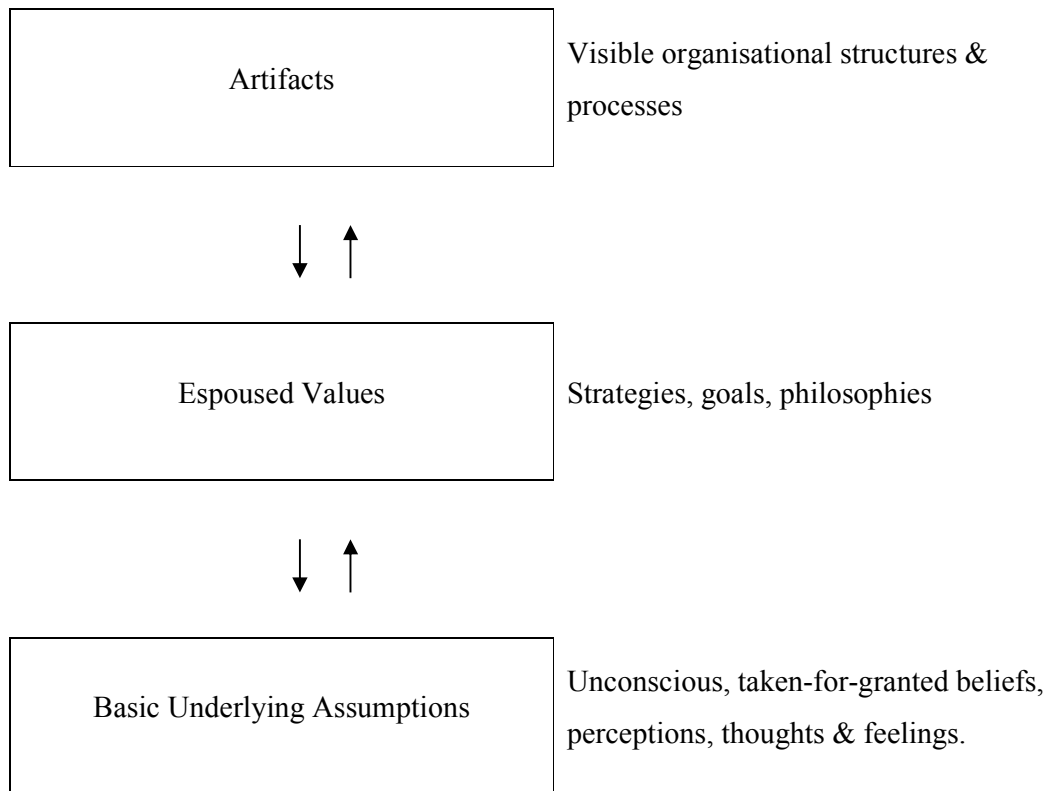 Artifacts
Visible organisational structures &
processes
Espoused Values
Strategies, goals, philosophies
Basic Underlying Assumptions
Unconscious, taken-for-granted beliefs,
perceptions, thoughts & feelings.